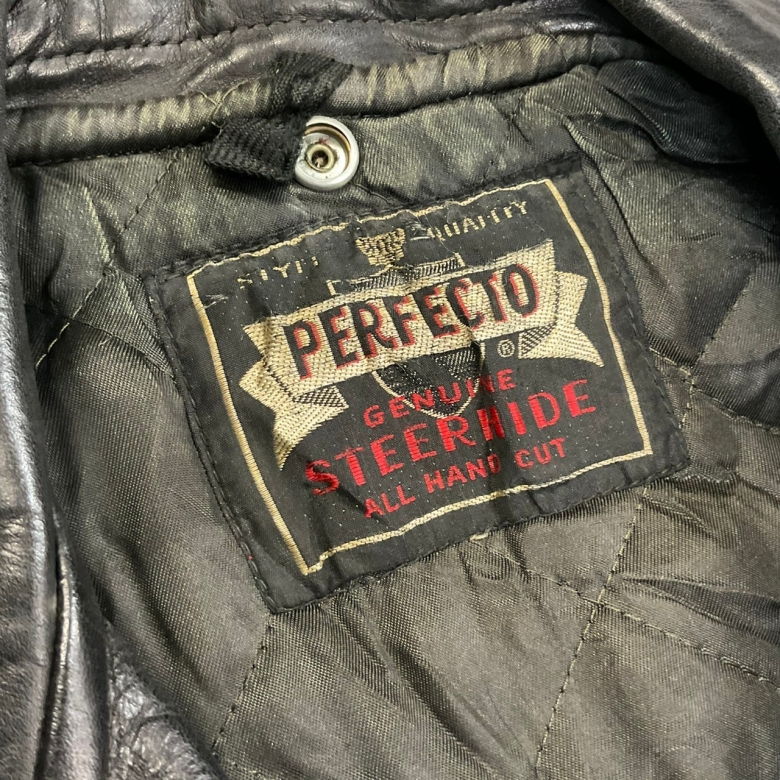 STYLE QUALITY
PERFECTO
®
GENUINE
STEERHIDE
ALL HAND CUT